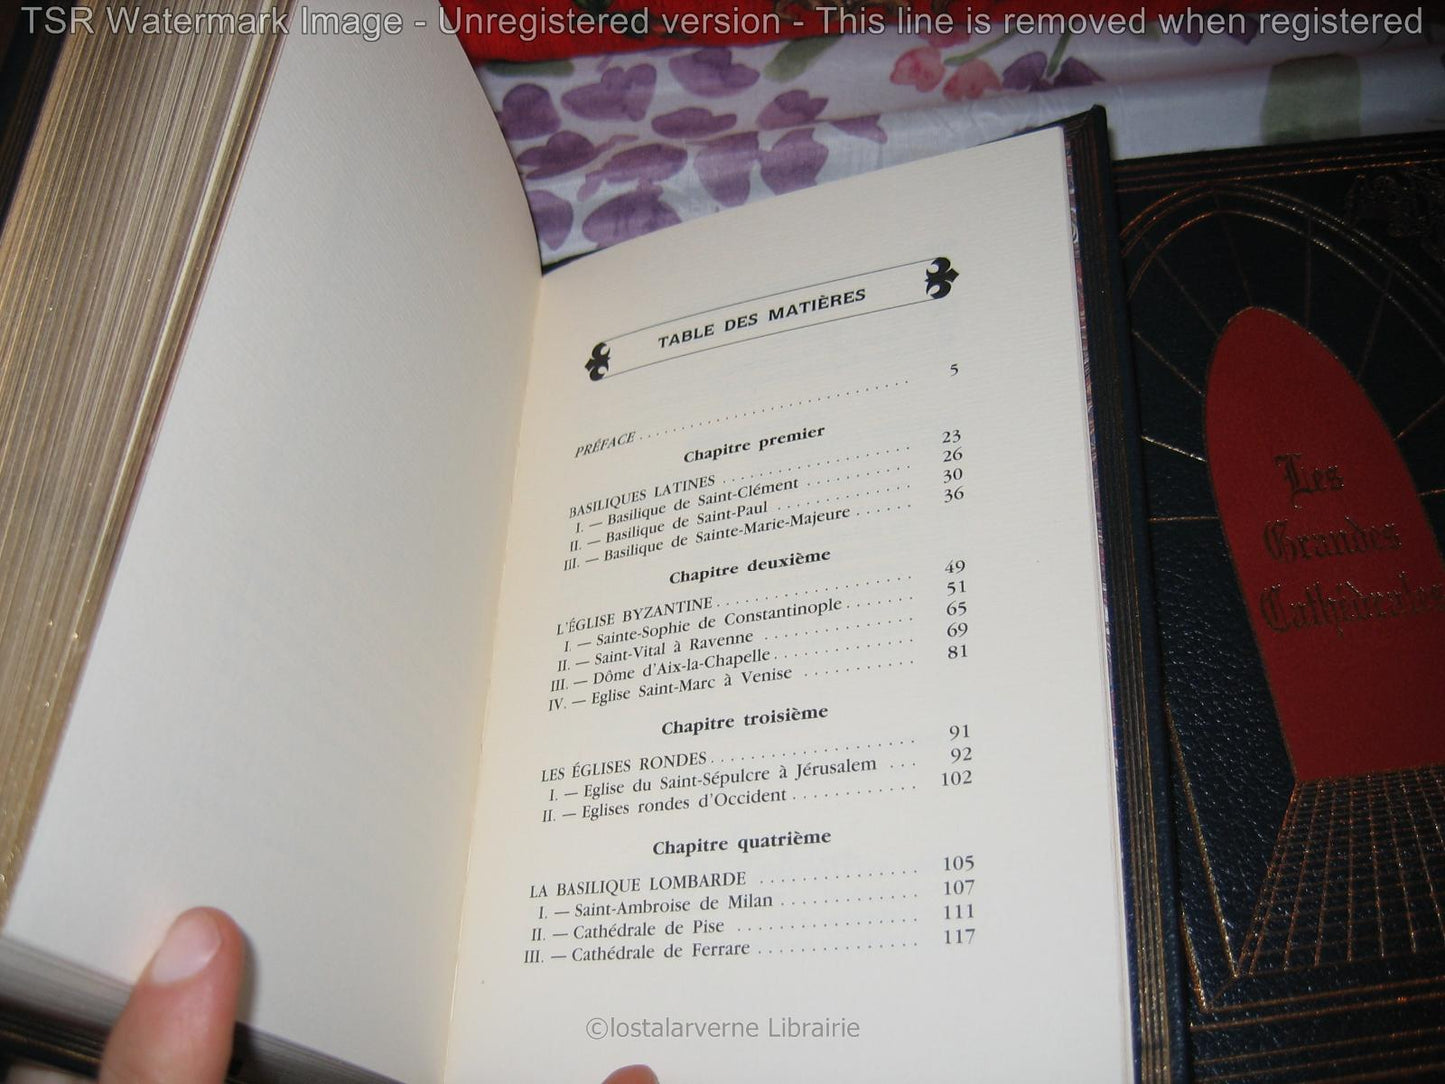 TSR Watermark Image - Unregistered version - This line is removed when registered
TABLE DES MATIÈRES
PRÉFACE . . . . . . . . . . . . . . . . . . . . . . . . . . . . . . 5
Chapitre premier
BASILIQUES LATINES . . . . . . . . . . . . . . . . . . . . 23
I. — Basilique de Saint-Clément . . . . . . . . . . . 26
II. — Basilique de Saint-Paul . . . . . . . . . . . . . . 30
III. — Basilique de Sainte-Marie-Majeure . . . . . . 36
Chapitre deuxième
L'ÉGLISE BYZANTINE . . . . . . . . . . . . . . . . . . . . . 49
I. — Sainte-Sophie de Constantinople . . . . . . . 51
II. — Saint-Vital à Ravenne . . . . . . . . . . . . . . . 65
III. — Dôme d'Aix-la-Chapelle . . . . . . . . . . . . . . 69
IV. — Eglise Saint-Marc à Venise . . . . . . . . . . . 81
Chapitre troisième
LES ÉGLISES RONDES . . . . . . . . . . . . . . . . . . . . . 91
I. — Eglise du Saint-Sépulcre à Jérusalem . . . 92
II. — Eglises rondes d'Occident . . . . . . . . . . . . 102
Chapitre quatrième
LA BASILIQUE LOMBARDE . . . . . . . . . . . . . . . . 105
I. — Saint-Ambroise de Milan . . . . . . . . . . . . . 107
II. — Cathédrale de Pise . . . . . . . . . . . . . . . . . 111
III. — Cathédrale de Ferrare . . . . . . . . . . . . . . . 117
Les
Grandes
Cathédrales
©lostalarverne Librairie